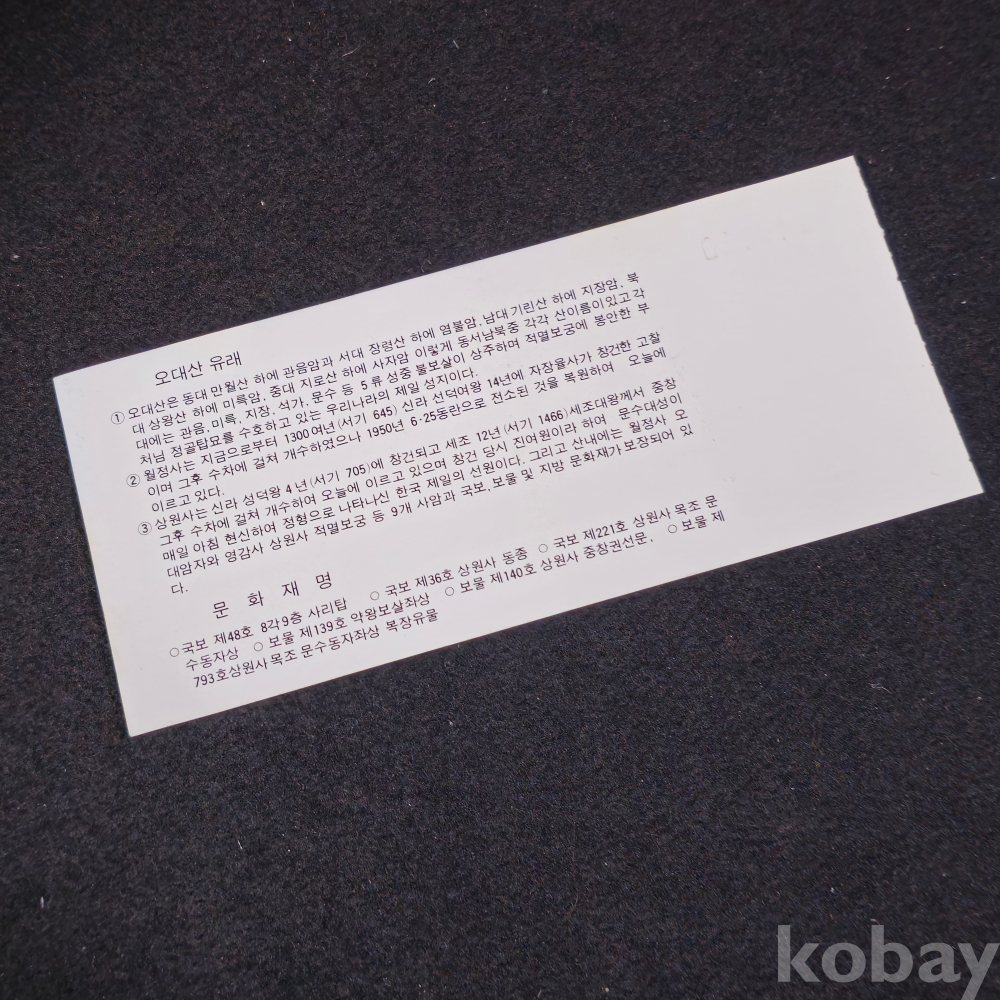 오대산 유래
① 오대산은 동대 만월산 하에 관음암과 서대 장령산 하에 염불암, 남대 기린산 하에 지장암, 북
대 상왕산 하에 미륵암, 중대 지로산 하에 사자암 이렇게 동서남북중 각각 산이름이 있고 각
대에는 관음, 미륵, 지장, 석가, 문수 등 5류 성중 불보살이 상주하며 적멸보궁에 봉안한 부
처님 정골탑묘를 수호하고 있는 우리나라의 제일 성지이다.
② 월정사는 지금으로부터 1300여년(서기 645) 신라 선덕여왕 14년에 자장율사가 창건한 고찰
이며 그후 수차에 걸쳐 개수하였으나 1950년 6·25동란으로 전소된 것을 복원하여 오늘에
이르고 있다.
③ 상원사는 신라 성덕왕 4년(서기 705)에 창건되고 세조 12년(서기 1466)세조대왕께서 중창
그후 수차에 걸쳐 개수하여 오늘에 이르고 있으며 창건 당시 진여원이라 하여 문수대성이
매일 아침 현신하여 정형으로 나타나신 한국 제일의 선원이다. 그리고 산내에는 월정사 오
대암자와 영감사 상원사 적멸보궁 등 9개 사암과 국보, 보물 및 지방 문화재가 보장되어 있
다.
문 화 재 명
○국보 제48호 8각9층 사리탑 ○국보 제36호 상원사 동종 ○국보 제221호 상원사 목조 문
수동자상 ○보물 제139호 약왕보살좌상 ○보물 제140호 상원사 중창권선문. ○보물 제
793호상원사 목조 문수동자좌상 복장유물
kobay